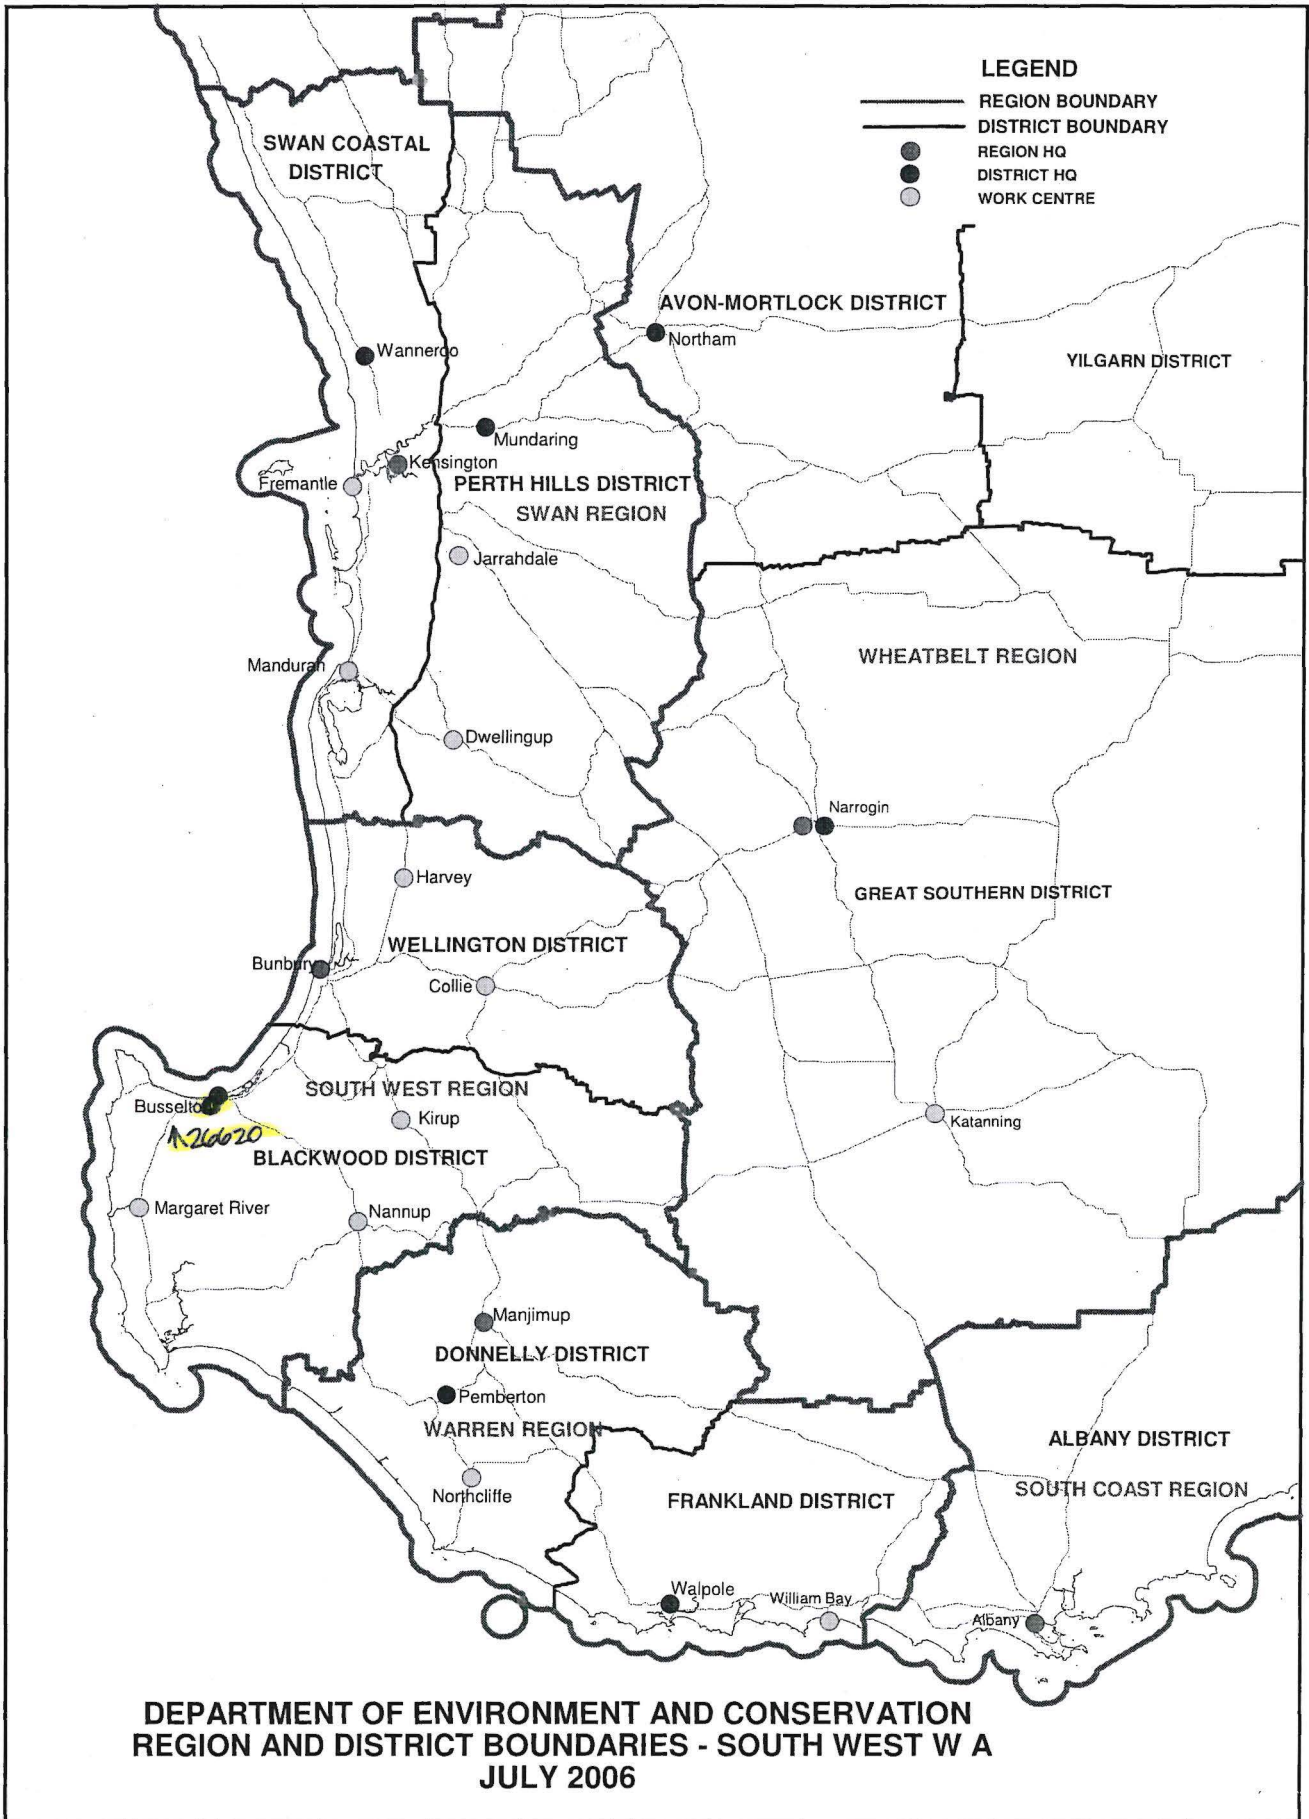 LEGEND
REGION BOUNDARY
DISTRICT BOUNDARY
REGION HQ
DISTRICT HQ
WORK CENTRE
SWAN COASTAL
DISTRICT
AVON-MORTLOCK DISTRICT
Northam
YILGARN DISTRICT
Wanneroo
Mundaring
Kensington
Fremantle
PERTH HILLS DISTRICT
SWAN REGION
Jarrahdale
WHEATBELT REGION
Mandurah
Dwellingup
Narrogin
Harvey
GREAT SOUTHERN DISTRICT
WELLINGTON DISTRICT
Bunbury
Collie
SOUTH WEST REGION
Busselton
Kirup
Katanning
26620
BLACKWOOD DISTRICT
Margaret River
Nannup
Manjimup
DONNELLY DISTRICT
Pemberton
WARREN REGION
ALBANY DISTRICT
SOUTH COAST REGION
Northcliffe
FRANKLAND DISTRICT
Walpole
William Bay
Albany
DEPARTMENT OF ENVIRONMENT AND CONSERVATION
REGION AND DISTRICT BOUNDARIES - SOUTH WEST W A
JULY 2006